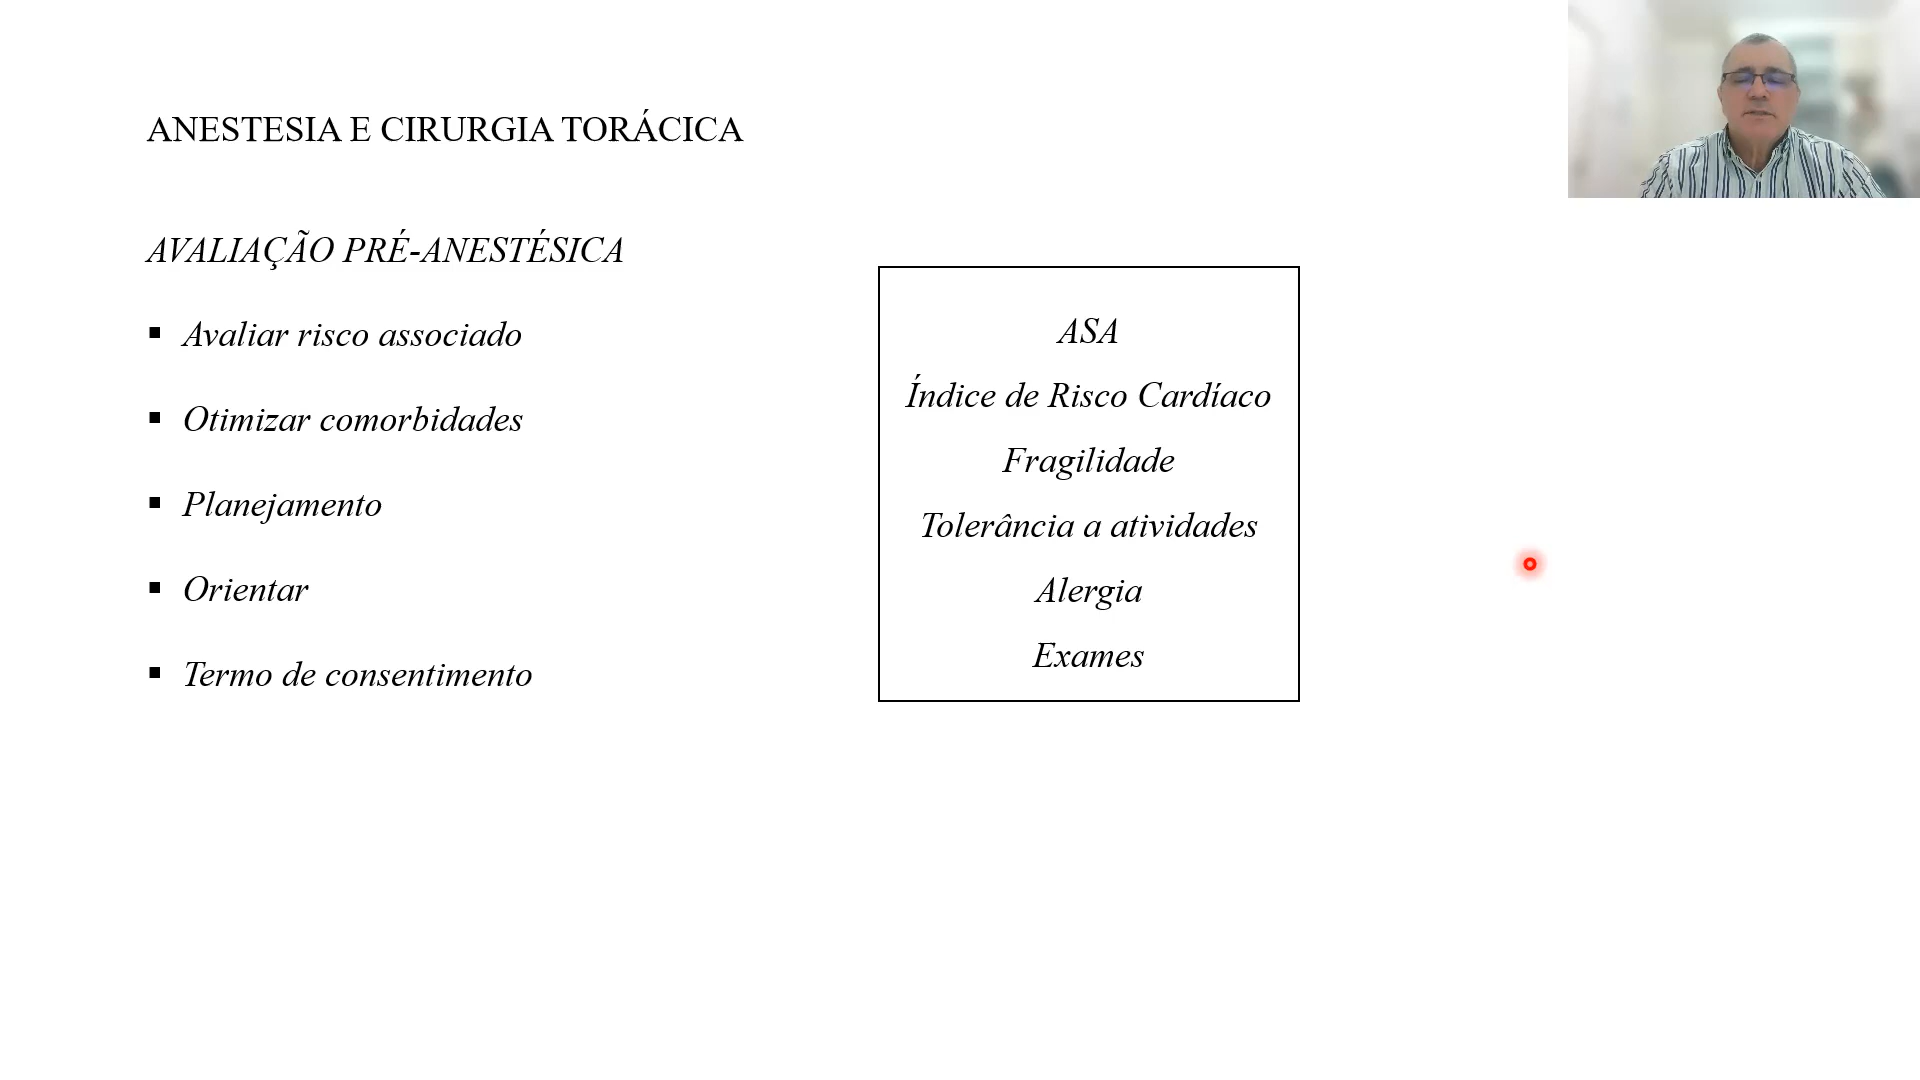 ANESTESIA E CIRURGIA TORÁCICA
AVALIAÇÃO PRÉ-ANESTÉSICA
▪ Avaliar risco associado
▪ Otimizar comorbidades
▪ Planejamento
▪ Orientar
▪ Termo de consentimento
ASA
Índice de Risco Cardíaco
Fragilidade
Tolerância a atividades
Alergia
Exames